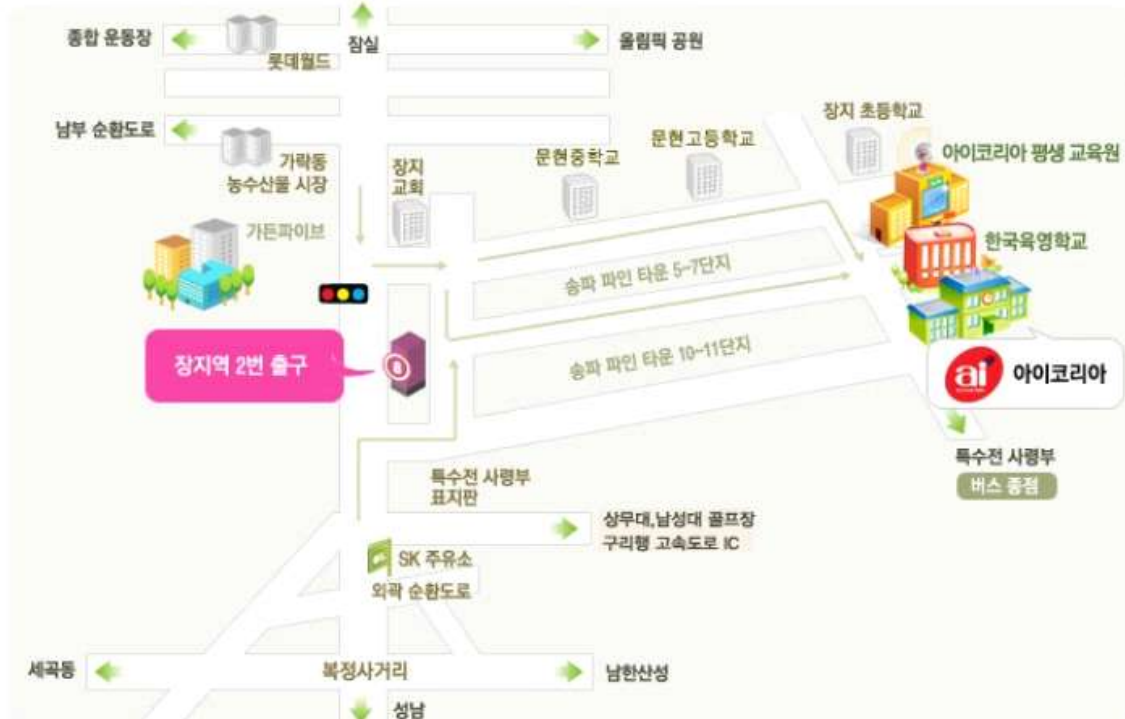 종합 운동장
잠실
올림픽 공원
롯데월드
남부 순환도로
가락동
농수산물 시장
장지
교회
문현중학교
문현고등학교
장지 초등학교
아이코리아 평생 교육원
가든파이브
한국육영학교
송파 파인 타운 5~7단지
장지역 2번 출구
8
송파 파인 타운 10~11단지
ai
아이코리아
특수전 사령부
버스 종점
특수전 사령부
표지판
상무대,남성대 골프장
구리행 고속도로 IC
SK 주유소
외곽 순환도로
세곡동
복정사거리
남한산성
성남